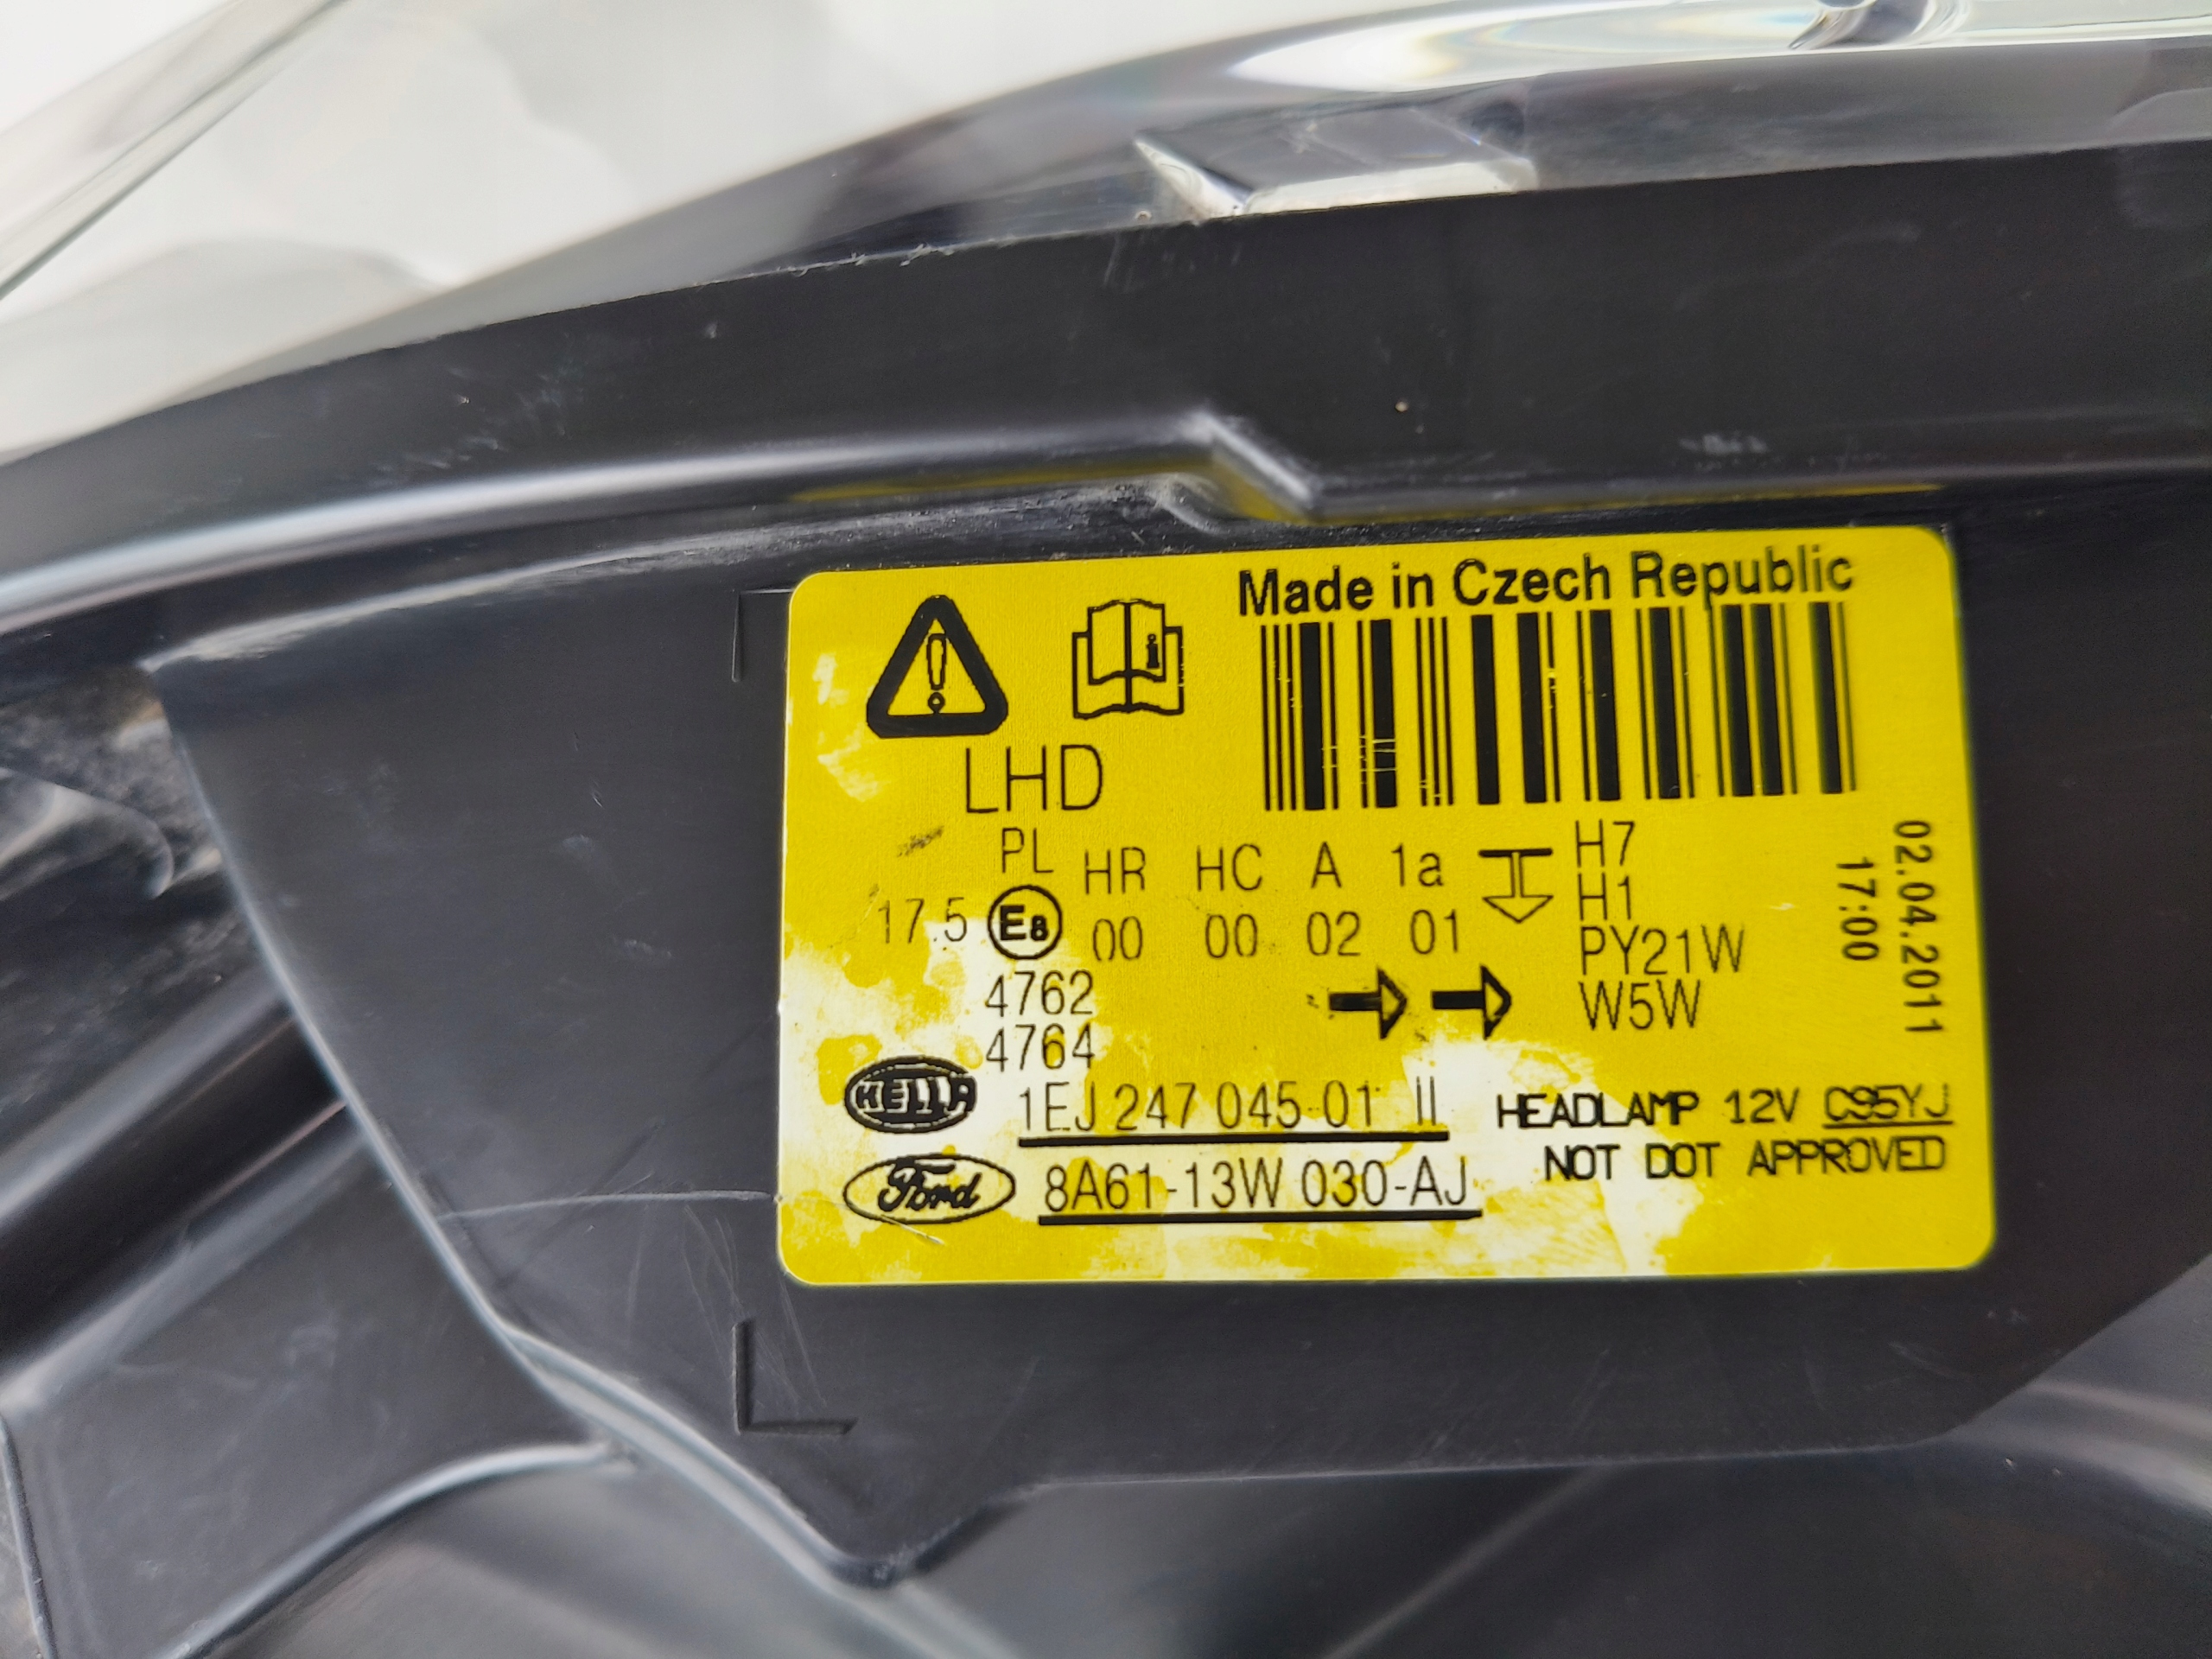 Made in Czech Republic
LHD
PL HR HC A 1a H7
17.5 E8 00 00 02 01 H1
PY21W
4762 W5W
4764
02.04.2011
17:00
HELLA 1EJ 247 045-01 II HEADLAMP 12V C95YJ
NOT DOT APPROVED
Ford 8A61-13W 030-AJ